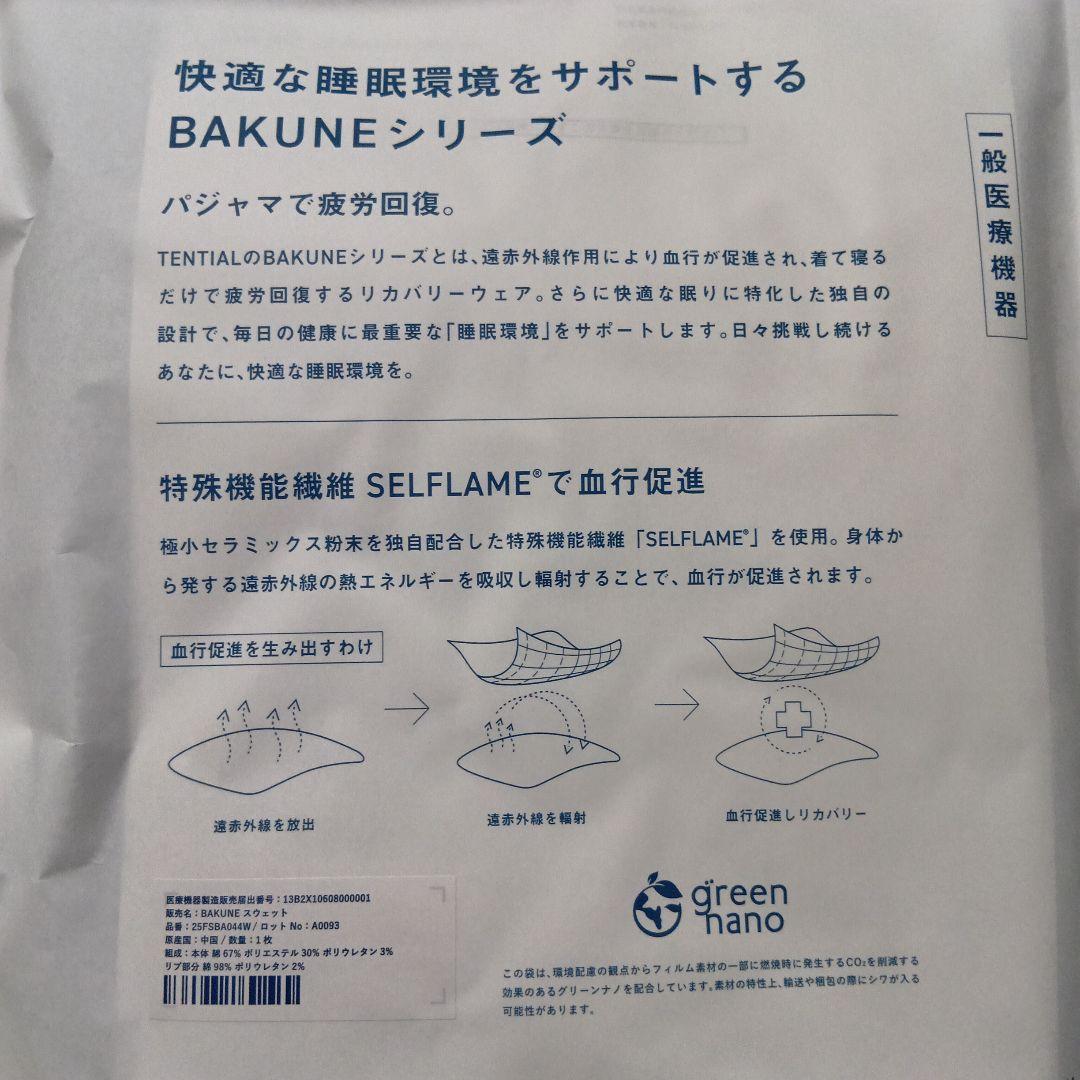 快適な睡眠環境をサポートする
BAKUNEシリーズ
一般医療機器
パジャマで疲労回復。
TENTIALのBAKUNEシリーズとは、遠赤外線作用により血行が促進され、着て寝る
だけで疲労回復するリカバリーウェア。さらに快適な眠りに特化した独自の
設計で、毎日の健康に最重要な「睡眠環境」をサポートします。日々挑戦し続ける
あなたに、快適な睡眠環境を。
特殊機能繊維 SELFLAME®で血行促進
極小セラミックス粉末を独自配合した特殊機能繊維「SELFLAME®」を使用。身体か
ら発する遠赤外線の熱エネルギーを吸収し輻射することで、血行が促進されます。
血行促進を生み出すわけ
遠赤外線を放出
遠赤外線を輻射
血行促進しリカバリー
医療機器製造販売届出番号：13B2X10608000001
販売名：BAKUNE スウェット
品番：25FSBA044W / ロット No：A0093
原産国：中国 / 数量：1 枚
組成：本体 綿 67% ポリエステル 30% ポリウレタン 3%
リブ部分 綿 98% ポリウレタン 2%
green
nano
この袋は、環境配慮の観点からフィルム素材の一部に燃焼時に発生するCO₂を削減する
効果のあるグリーンナノを配合しています。素材の特性上、輸送や梱包の際にシワが入る
可能性があります。